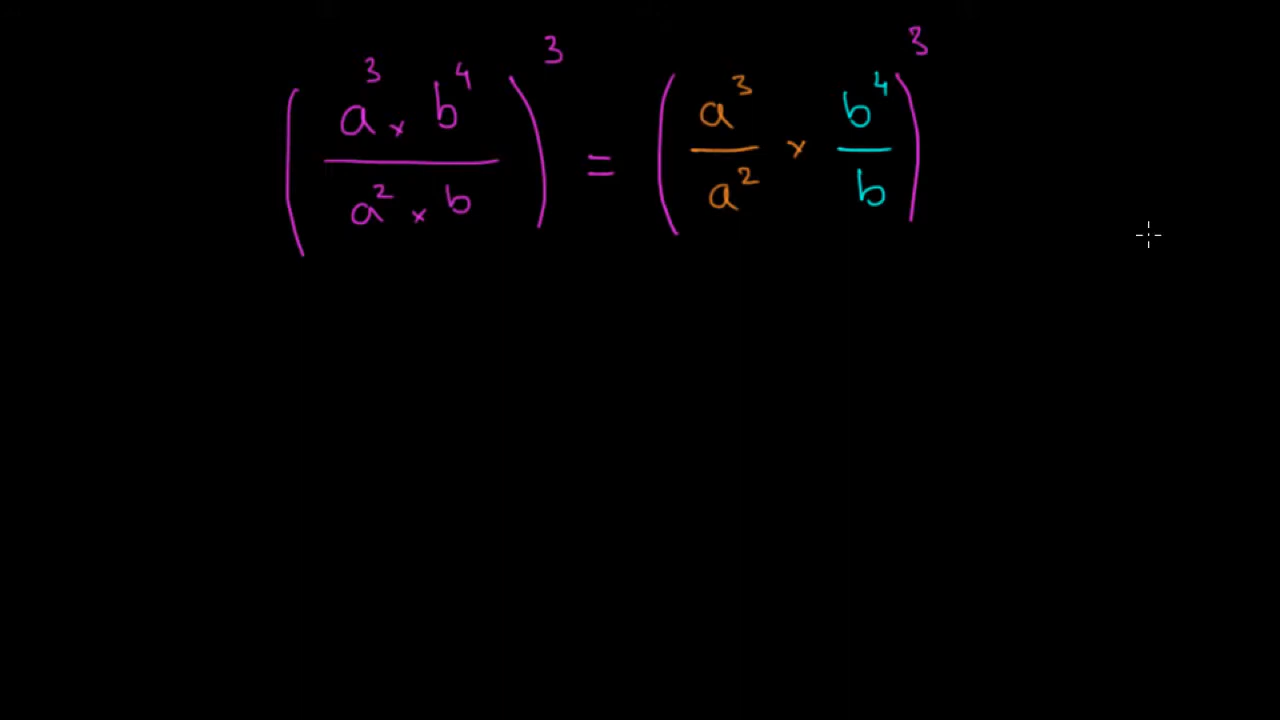 (a³ × b⁴ / a² × b)³ = (a³ / a² × b⁴ / b)³